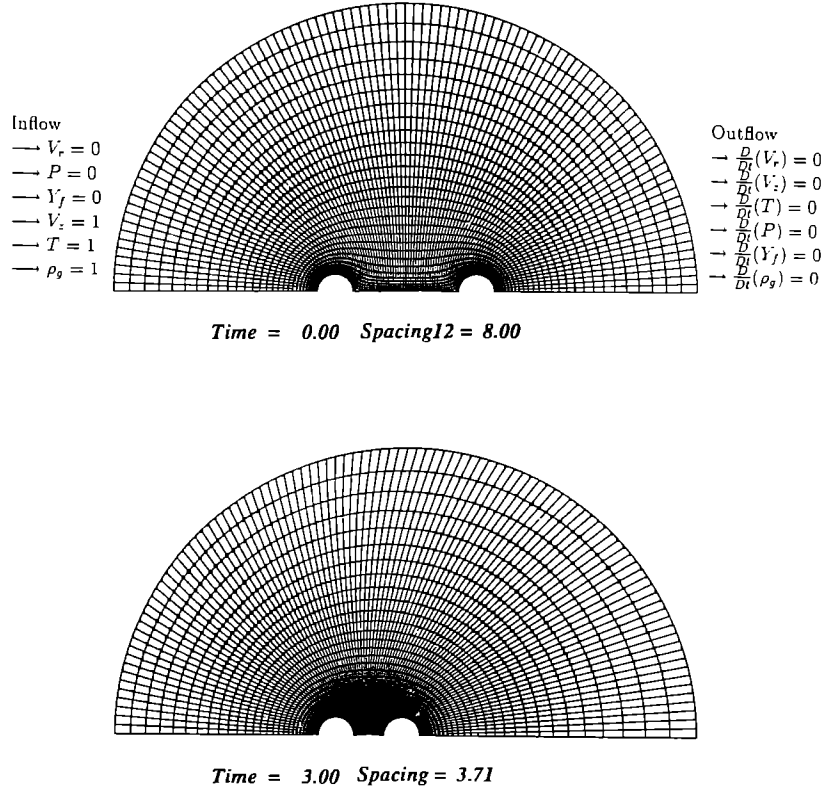 Inflow
→ V_r = 0
→ P = 0
→ Y_f = 0
→ V_z = 1
→ T = 1
→ ρ_g = 1
Outflow
→ D/Dt(V_r) = 0
→ D/Dt(V_z) = 0
→ D/Dt(T) = 0
→ D/Dt(P) = 0
→ D/Dt(Y_f) = 0
→ D/Dt(ρ_g) = 0
Time = 0.00 Spacing12 = 8.00
Time = 3.00 Spacing = 3.71